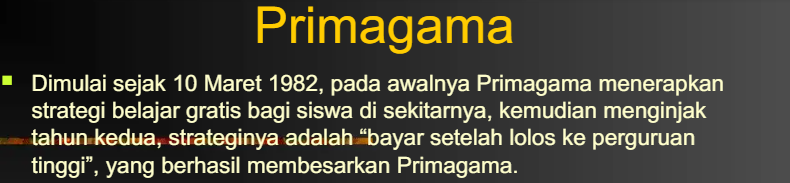 Primagama
Dimulai sejak 10 Maret 1982, pada awalnya Primagama menerapkan
strategi belajar gratis bagi siswa di sekitarnya, kemudian menginjak
tahun kedua, strateginya adalah “bayar setelah lolos ke perguruan
tinggi”, yang berhasil membesarkan Primagama.